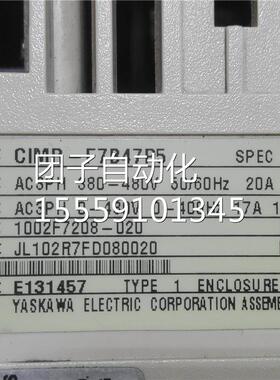 CIMR-F7B47P5 SPEC
团子自动化
AC3PH 380-480V 50/60Hz 20A
15559101345
1002F7208-020
JL102R7FD080020
E131457 TYPE 1 ENCLOSURE
YASKAWA ELECTRIC CORPORATION ASSEMB